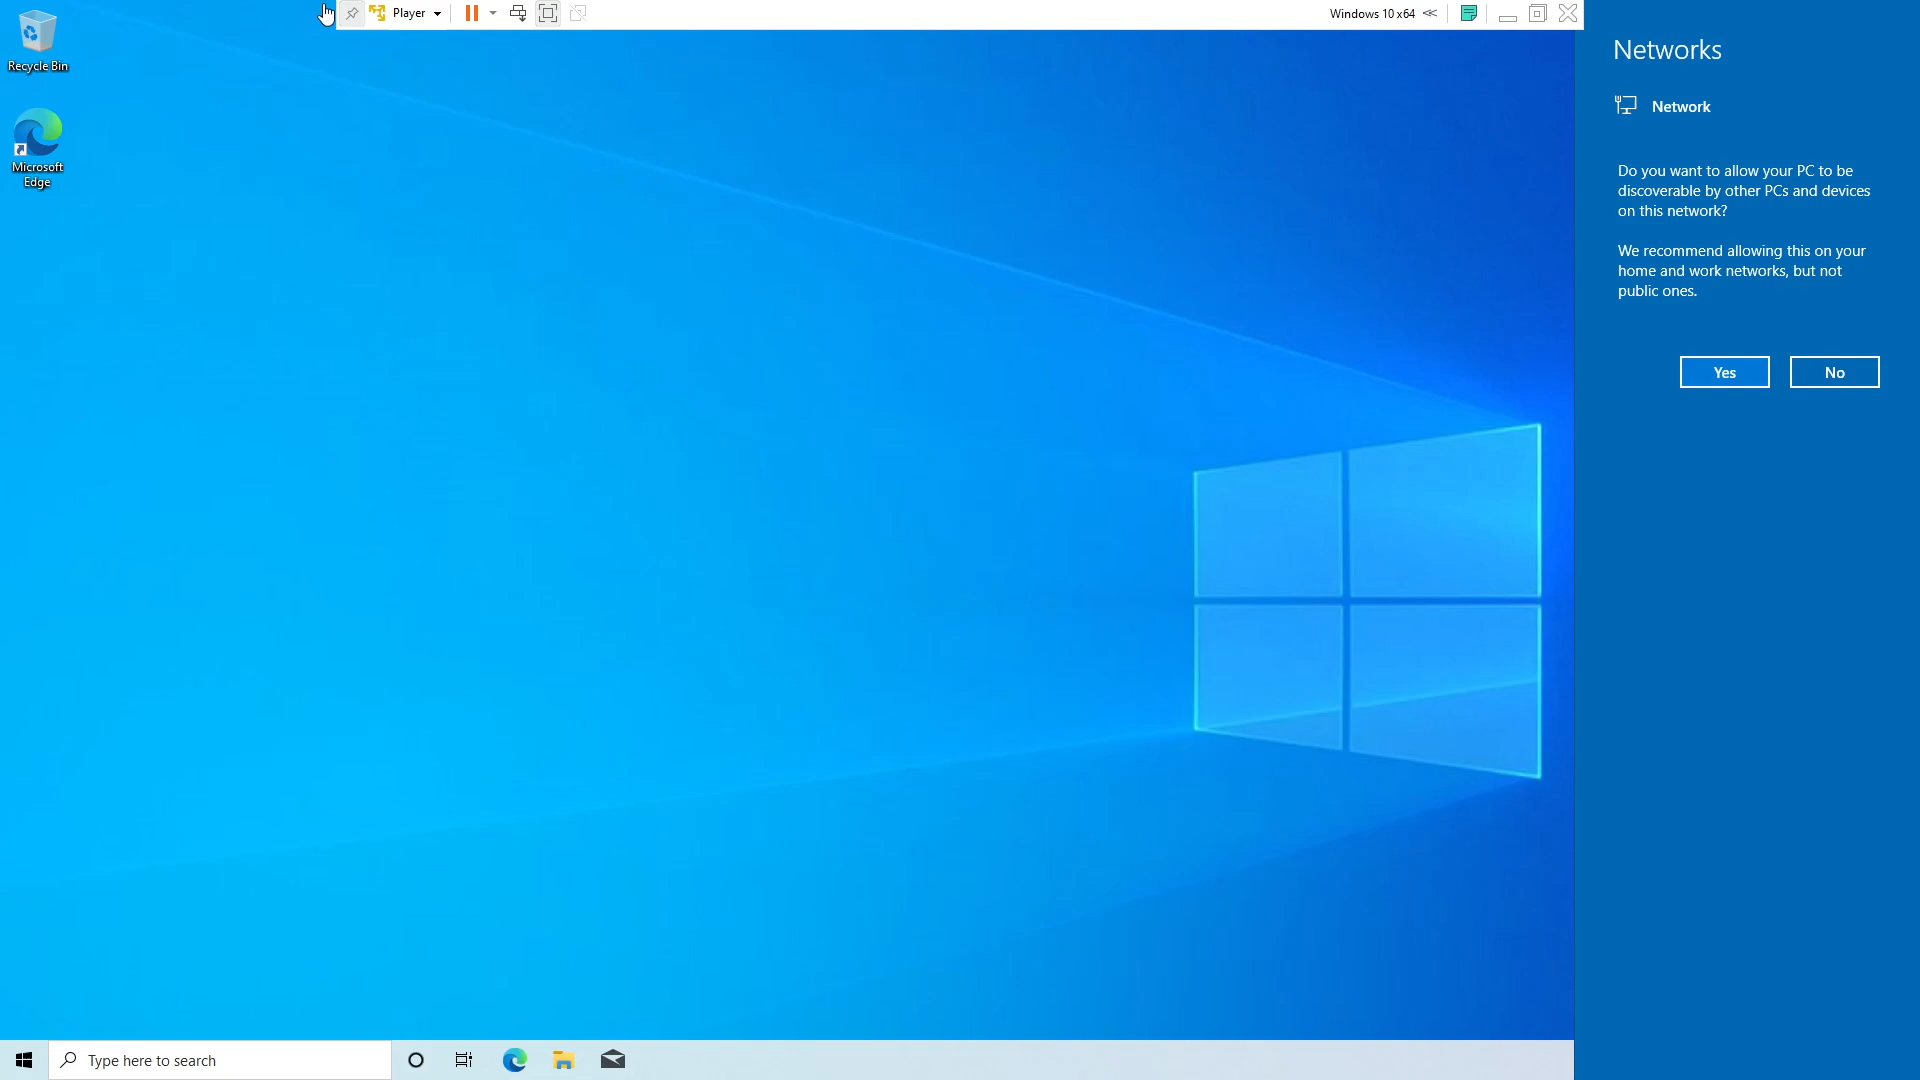 Player
Windows 10 x64
Recycle Bin
Microsoft
Edge
Networks
Network
Do you want to allow your PC to be
discoverable by other PCs and devices
on this network?
We recommend allowing this on your
home and work networks, but not
public ones.
Yes
No
Type here to search